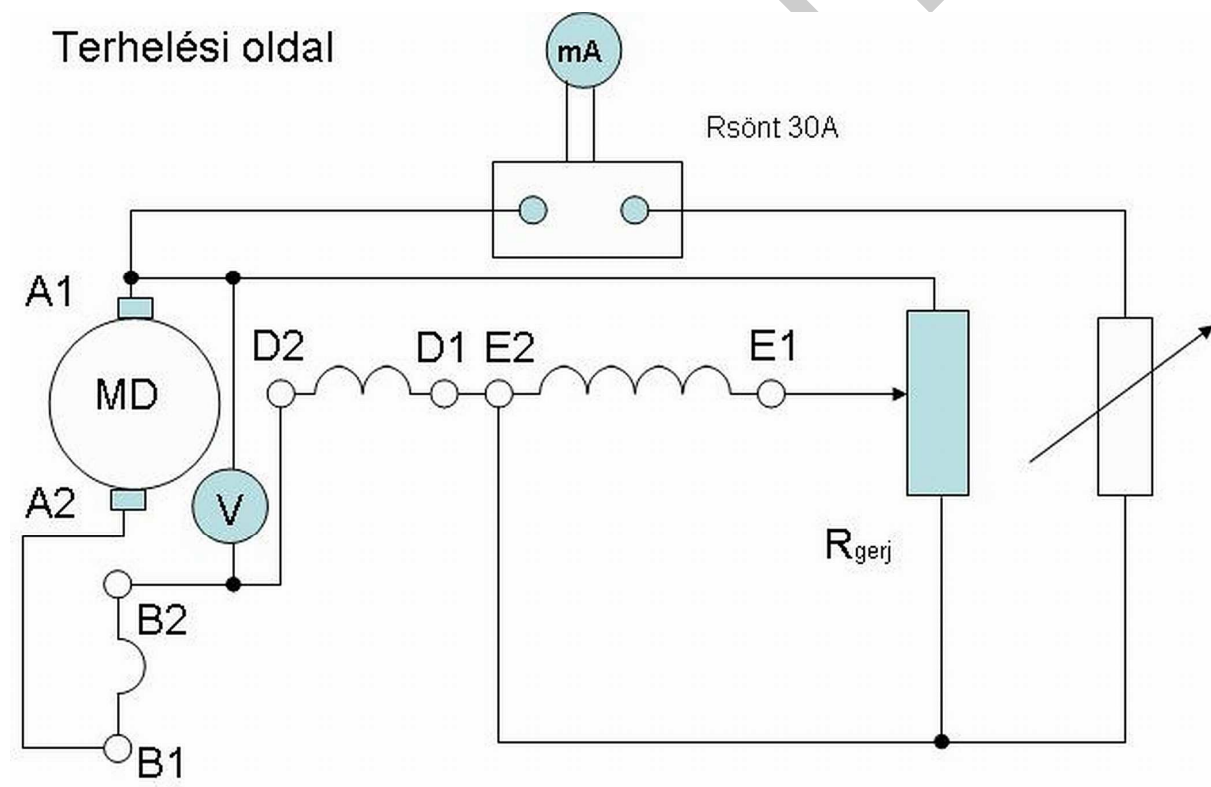 Terhelési oldal
mA
Rsönt 30A
A1
D2
D1
E2
E1
MD
A2
V
Rgerj
B2
B1